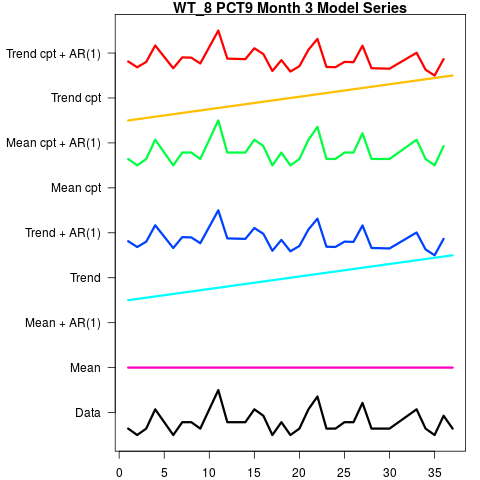 WT_8 PCT9 Month 3 Model Series
Trend cpt + AR(1)
Trend cpt
Mean cpt + AR(1)
Mean cpt
Trend + AR(1)
Trend
Mean + AR(1)
Mean
Data
0 5 10 15 20 25 30 35